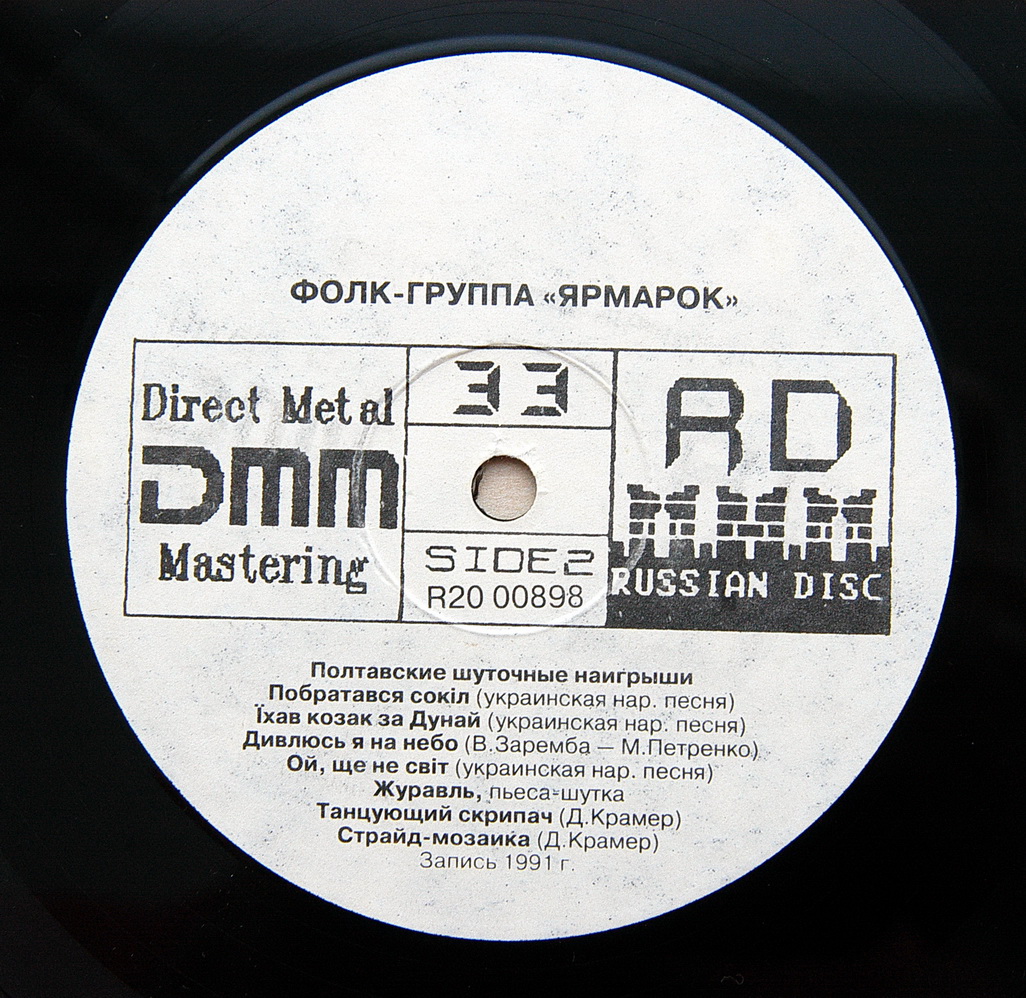 ФОЛК-ГРУППА «ЯРМАРОК»
Direct Metal
DMM
Mastering
33
SIDE 2
R20 00898
RD
RUSSIAN DISC
Полтавские шуточные наигрыши
Побратався сокіл (украинская нар. песня)
Їхав козак за Дунай (украинская нар. песня)
Дивлюсь я на небо (В.Заремба — М.Петренко)
Ой, ще не світ (украинская нар. песня)
Журавль, пьеса-шутка
Танцующий скрипач (Д.Крамер)
Страйд-мозаика (Д.Крамер)
Запись 1991 г.